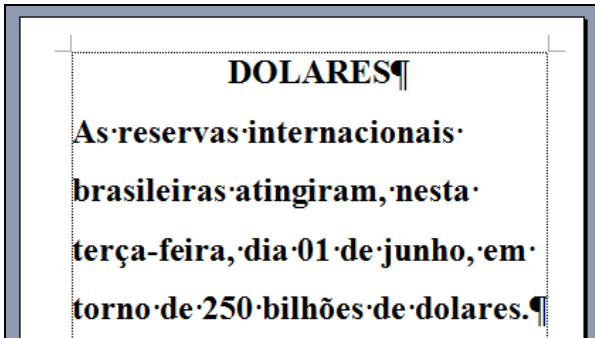 DOLARES¶
As·reservas·internacionais·
brasileiras·atingiram,·nesta·
terça-feira,·dia·01·de·junho,·em·
torno·de·250·bilhões·de·dolares.¶